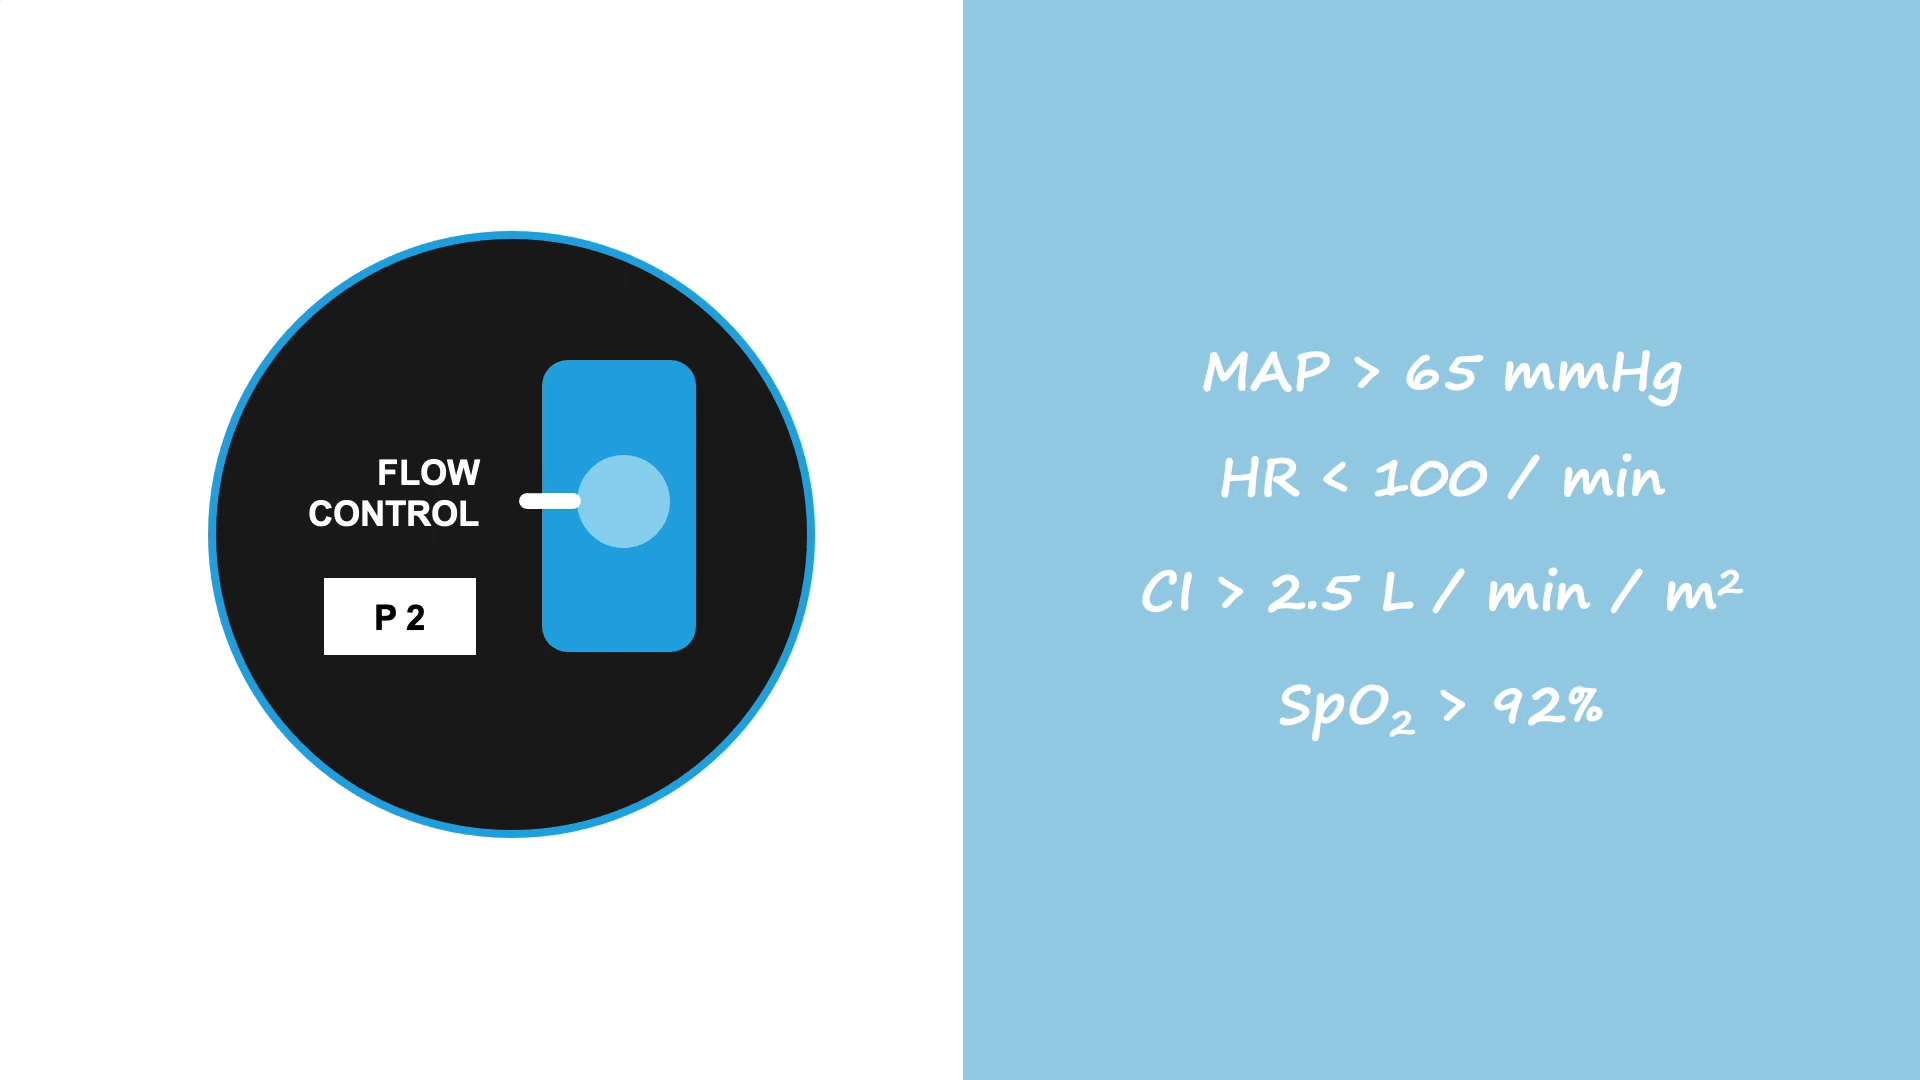 FLOW
CONTROL
P 2
MAP > 65 mmHg
HR < 100 / min
CI > 2.5 L / min / m²
SpO₂ > 92%